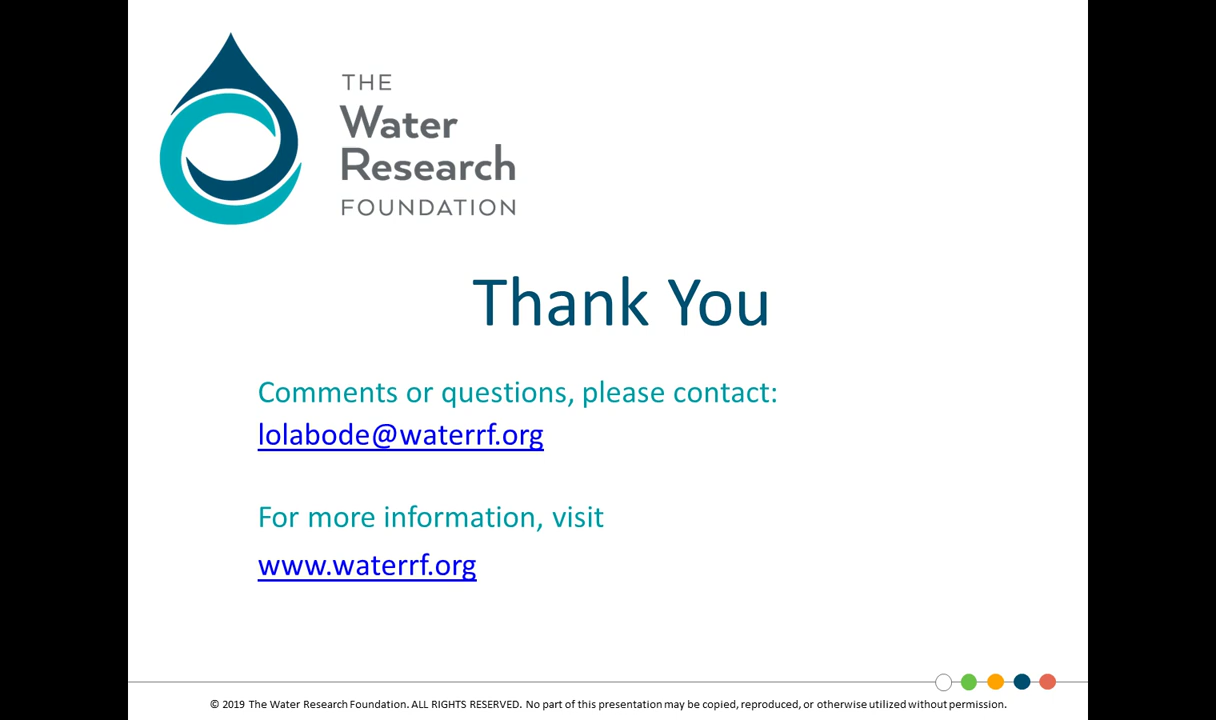 THE
Water
Research
FOUNDATION
Thank You
Comments or questions, please contact:
lolabode@waterrf.org
For more information, visit
www.waterrf.org
© 2019 The Water Research Foundation. ALL RIGHTS RESERVED. No part of this presentation may be copied, reproduced, or otherwise utilized without permission.